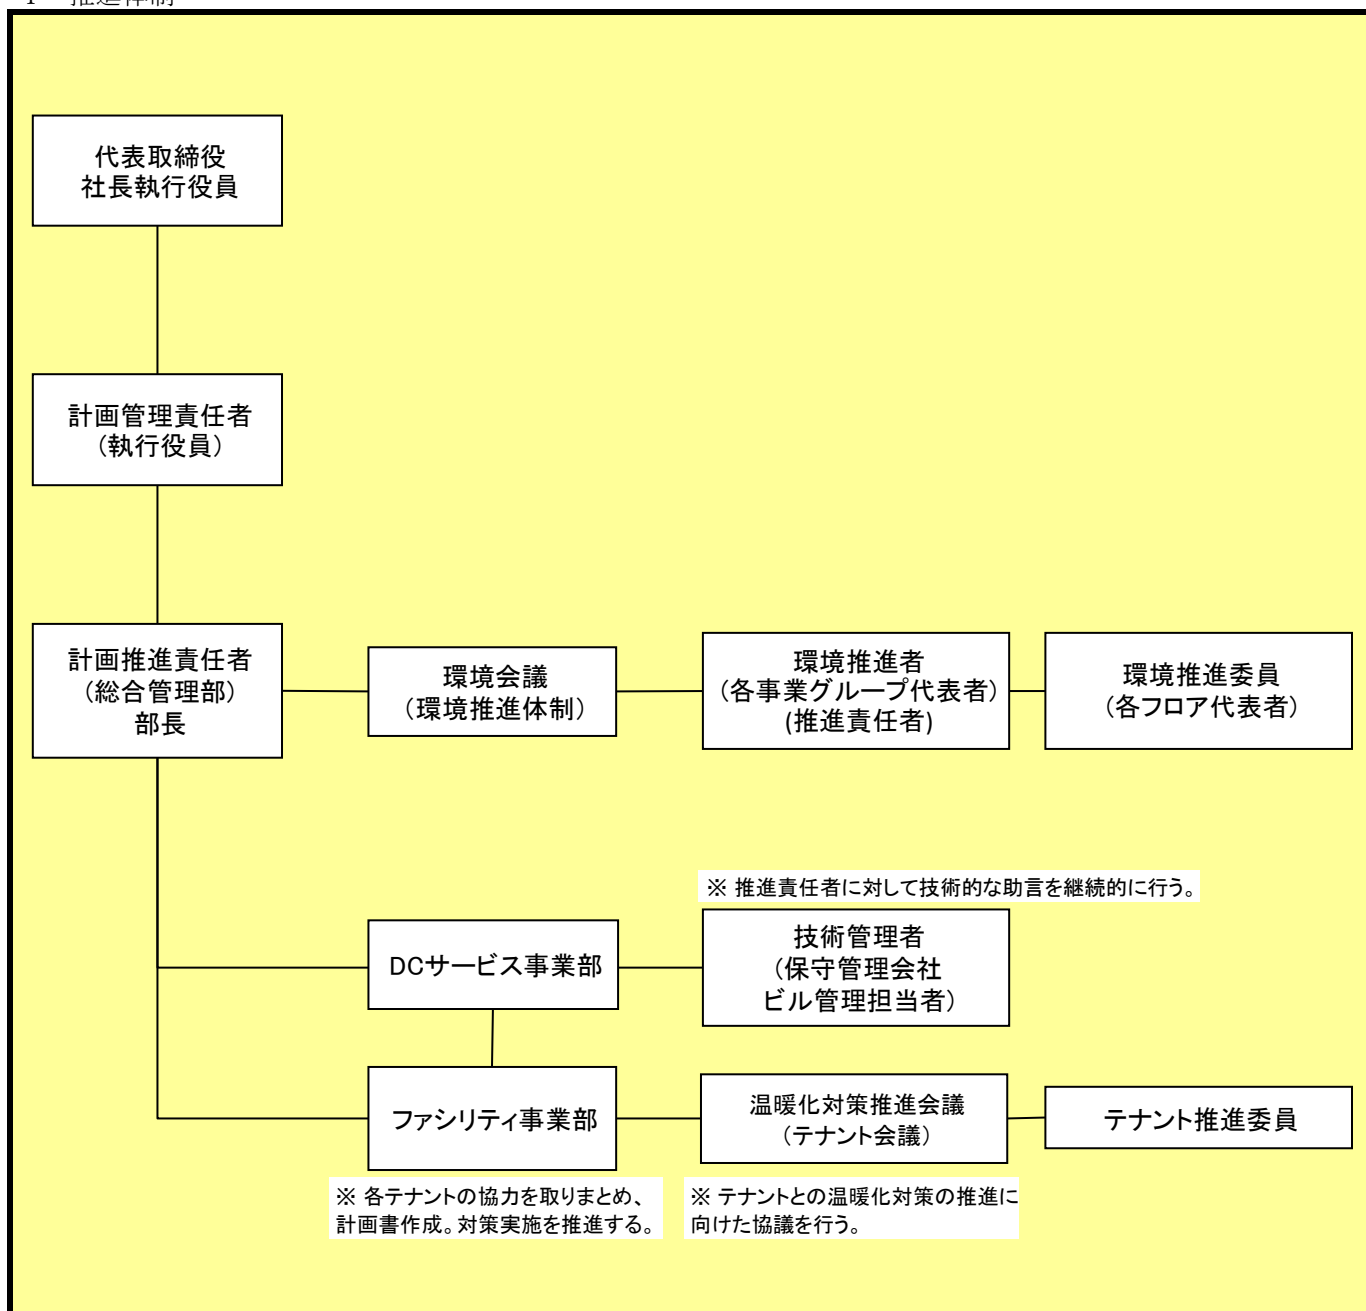 代表取締役
社長執行役員
計画管理責任者
（執行役員）
計画推進責任者
（総合管理部）
部長
環境会議
（環境推進体制）
環境推進者
（各事業グループ代表者）
(推進責任者)
環境推進委員
（各フロア代表者）
※ 推進責任者に対して技術的な助言を継続的に行う。
DCサービス事業部
技術管理者
（保守管理会社
ビル管理担当者）
ファシリティ事業部
温暖化対策推進会議
（テナント会議）
テナント推進委員
※ 各テナントの協力を取りまとめ、
計画書作成。対策実施を推進する。
※ テナントとの温暖化対策の推進に
向けた協議を行う。